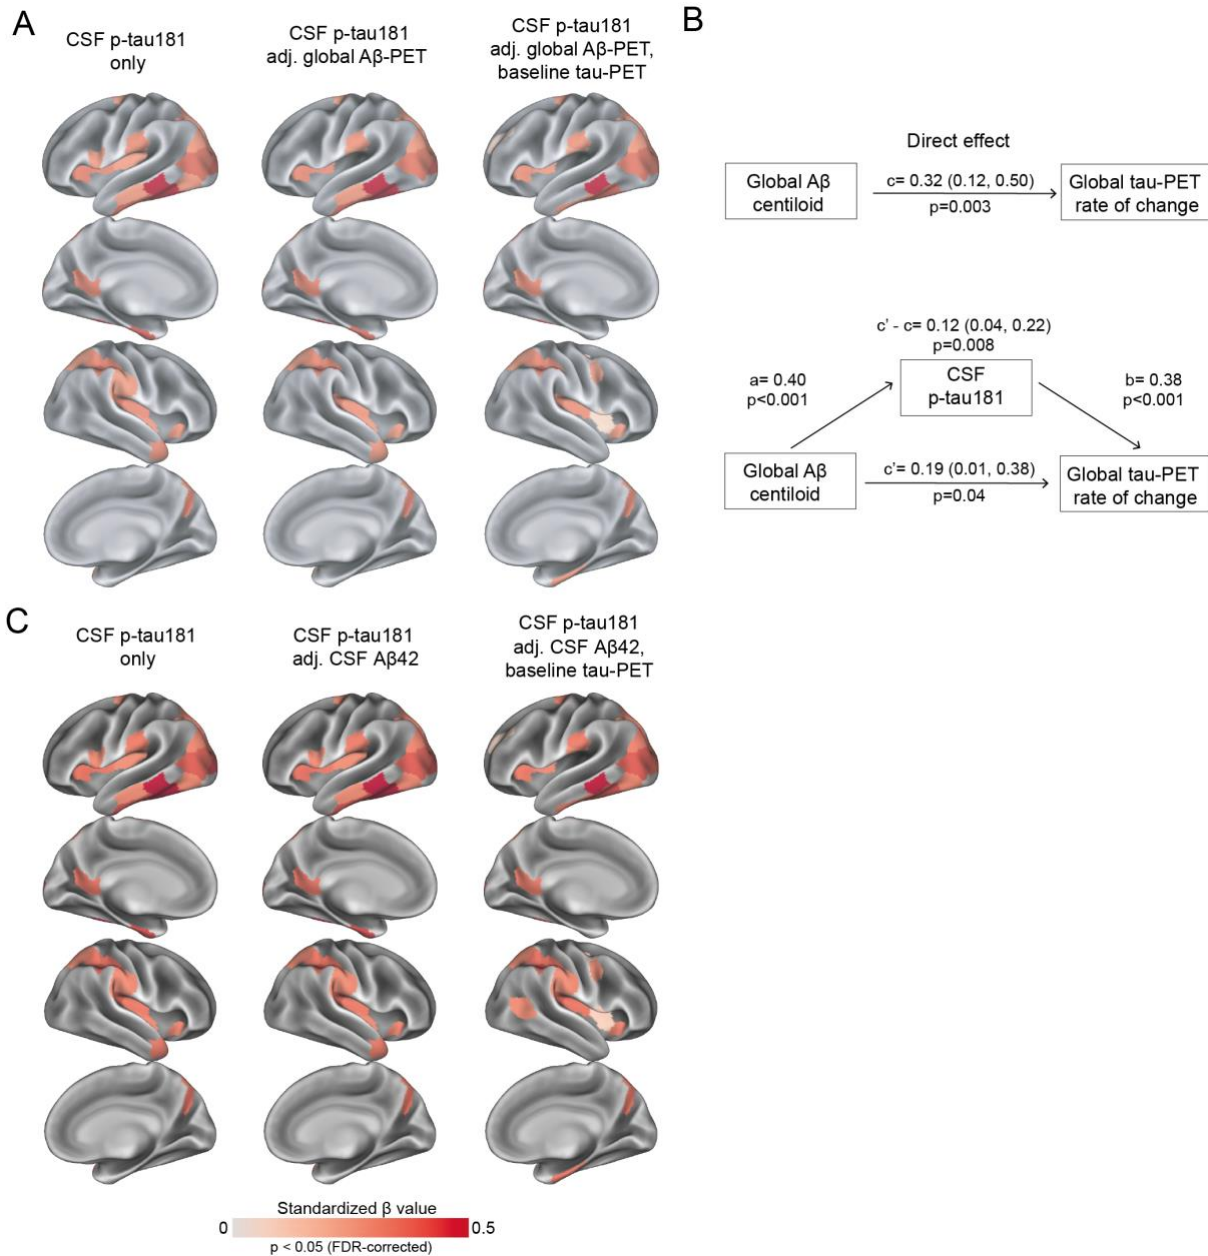 A
CSF p-tau181
only
CSF p-tau181
adj. global Aβ-PET
CSF p-tau181
adj. global Aβ-PET,
baseline tau-PET
B
Direct effect
Global Aβ
centiloid
c= 0.32 (0.12, 0.50)
p=0.003
Global tau-PET
rate of change
c' - c= 0.12 (0.04, 0.22)
p=0.008
a= 0.40
p<0.001
CSF
p-tau181
b= 0.38
p<0.001
Global Aβ
centiloid
c'= 0.19 (0.01, 0.38)
p=0.04
Global tau-PET
rate of change
C
CSF p-tau181
only
CSF p-tau181
adj. CSF Aβ42
CSF p-tau181
adj. CSF Aβ42,
baseline tau-PET
Standardized β value
0
0.5
p < 0.05 (FDR-corrected)